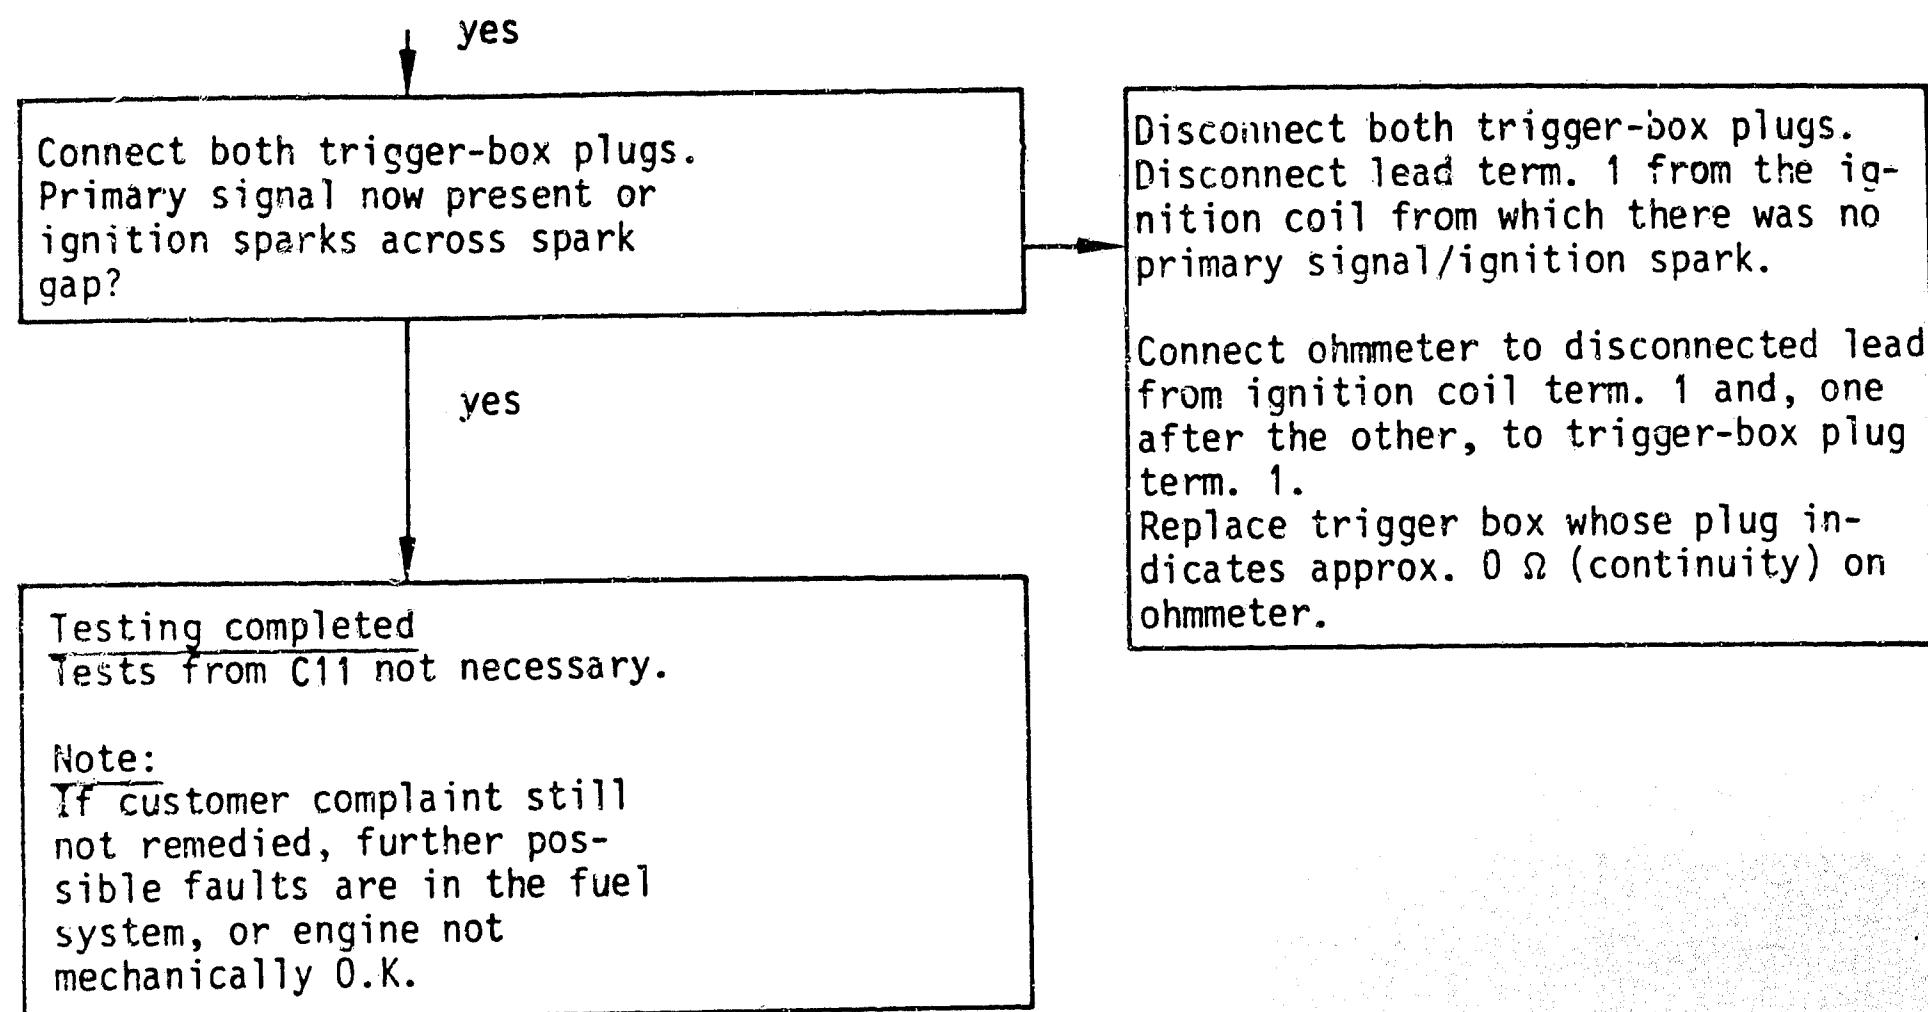 yes
Connect both trigger-box plugs.
Primary signal now present or
ignition sparks across spark
gap?
Disconnect both trigger-box plugs.
Disconnect lead term. 1 from the ig-
nition coil from which there was no
primary signal/ignition spark.
Connect ohmmeter to disconnected lead
from ignition coil term. 1 and, one
after the other, to trigger-box plug
term. 1.
Replace trigger box whose plug in-
dicates approx. 0 Ω (continuity) on
ohmmeter.
yes
Testing completed
Tests from C11 not necessary.
Note:
If customer complaint still
not remedied, further pos-
sible faults are in the fuel
system, or engine not
mechanically O.K.